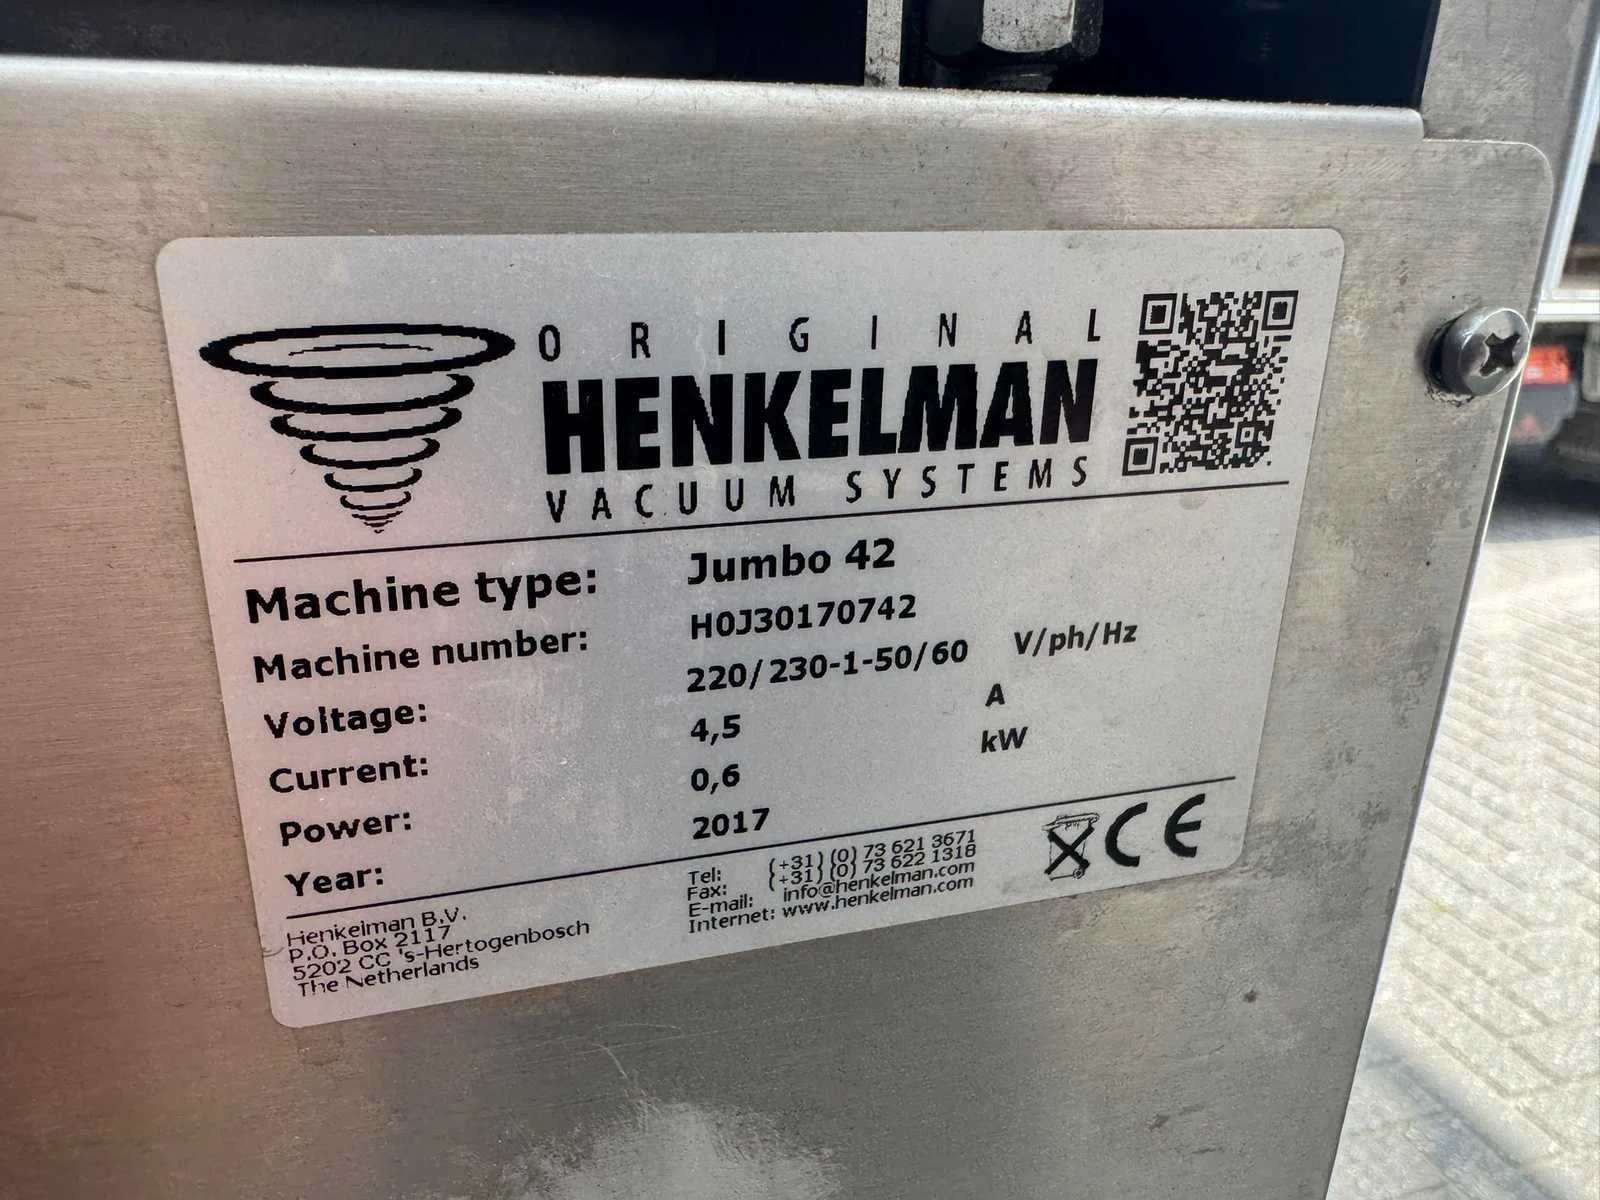 ORIGINAL
HENKELMAN
VACUUM SYSTEMS
Machine type: Jumbo 42
Machine number: H0J30170742
Voltage: 220/230-1-50/60 V/ph/Hz
Current: 4,5 A
Power: 0,6 kW
Year: 2017
Henkelman B.V.
P.O. Box 2117
5202 CC 's-Hertogenbosch
The Netherlands
Tel: (+31) (0) 73 621 3671
Fax: (+31) (0) 73 622 1318
E-mail: info@henkelman.com
Internet: www.henkelman.com
CE